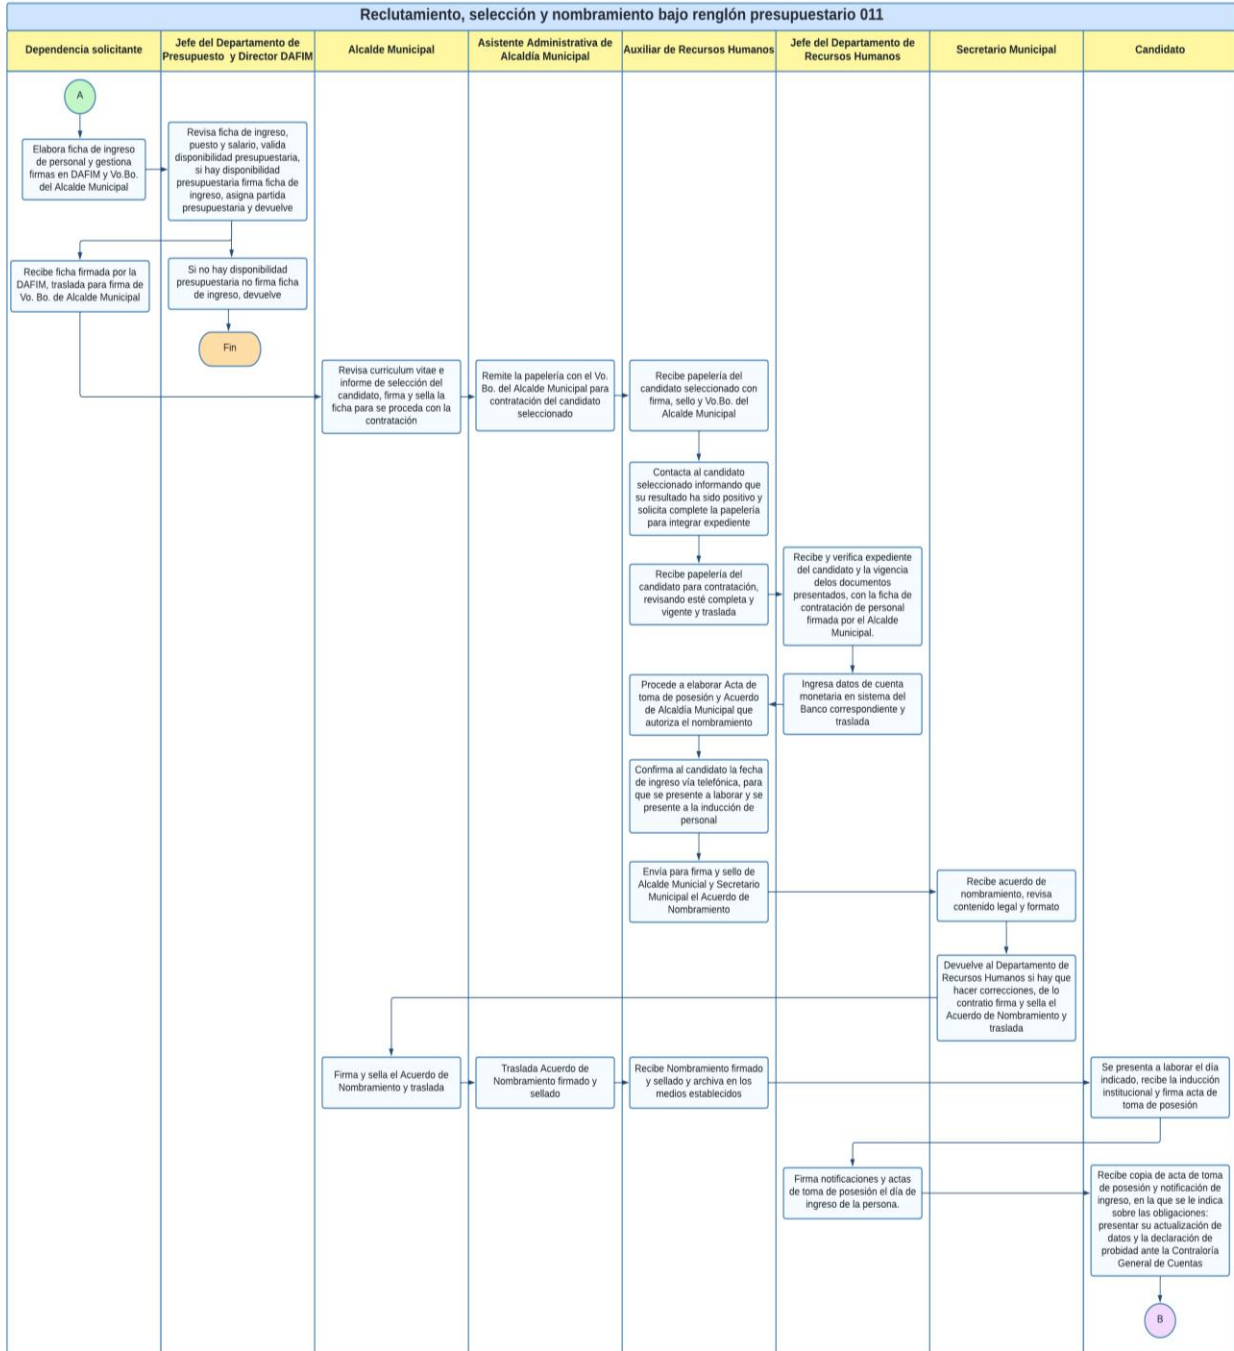 Reclutamiento, selección y nombramiento bajo renglón presupuestario 011
Dependencia solicitante
Jefe del Departamento de
Presupuesto y Director DAFIM
Alcalde Municipal
Asistente Administrativa de
Alcaldía Municipal
Auxiliar de Recursos Humanos
Jefe del Departamento de
Recursos Humanos
Secretario Municipal
Candidato
A
Elabora ficha de ingreso
de personal y gestiona
firmas en DAFIM y Vo.Bo.
del Alcalde Municipal
Revisa ficha de ingreso,
puesto y salario, valida
disponibilidad presupuestaria,
si hay disponibilidad
presupuestaria firma ficha de
ingreso, asigna partida
presupuestaria y devuelve
Recibe ficha firmada por la
DAFIM, traslada para firma de
Vo. Bo. de Alcalde Municipal
Si no hay disponibilidad
presupuestaria no firma ficha
de ingreso, devuelve
Fin
Revisa curriculum vitae e
informe de selección del
candidato, firma y sella la
ficha para se proceda con la
contratación
Remite la papelería con el Vo.
Bo. del Alcalde Municipal para
contratación del candidato
seleccionado
Recibe papelería del
candidato seleccionado con
firma, sello y Vo.Bo. del
Alcalde Municipal
Contacta al candidato
seleccionado informando que
su resultado ha sido positivo y
solicita complete la papelería
para integrar expediente
Recibe papelería del
candidato para contratación,
revisando esté completa y
vigente y traslada
Recibe y verifica expediente
del candidato y la vigencia
delos documentos
presentados, con la ficha de
contratación de personal
firmada por el Alcalde
Municipal.
Procede a elaborar Acta de
toma de posesión y Acuerdo
de Alcaldía Municipal que
autoriza el nombramiento
Ingresa datos de cuenta
monetaria en sistema del
Banco correspondiente y
traslada
Confirma al candidato la fecha
de ingreso vía telefónica, para
que se presente a laborar y se
presente a la inducción de
personal
Envía para firma y sello de
Alcalde Municial y Secretario
Municipal el Acuerdo de
Nombramiento
Recibe acuerdo de
nombramiento, revisa
contenido legal y formato
Devuelve al Departamento de
Recursos Humanos si hay que
hacer correcciones, de lo
contratio firma y sella el
Acuerdo de Nombramiento y
traslada
Firma y sella el Acuerdo de
Nombramiento y traslada
Traslada Acuerdo de
Nombramiento firmado y
sellado
Recibe Nombramiento firmado
y sellado y archiva en los
medios establecidos
Se presenta a laborar el día
indicado, recibe la inducción
institucional y firma acta de
toma de posesión
Firma notificaciones y actas
de toma de posesión el día de
ingreso de la persona.
Recibe copia de acta de toma
de posesión y notificación de
ingreso, en la que se le indica
sobre las obligaciones:
presentar su actualización de
datos y la declaración de
probidad ante la Contraloría
General de Cuentas
B